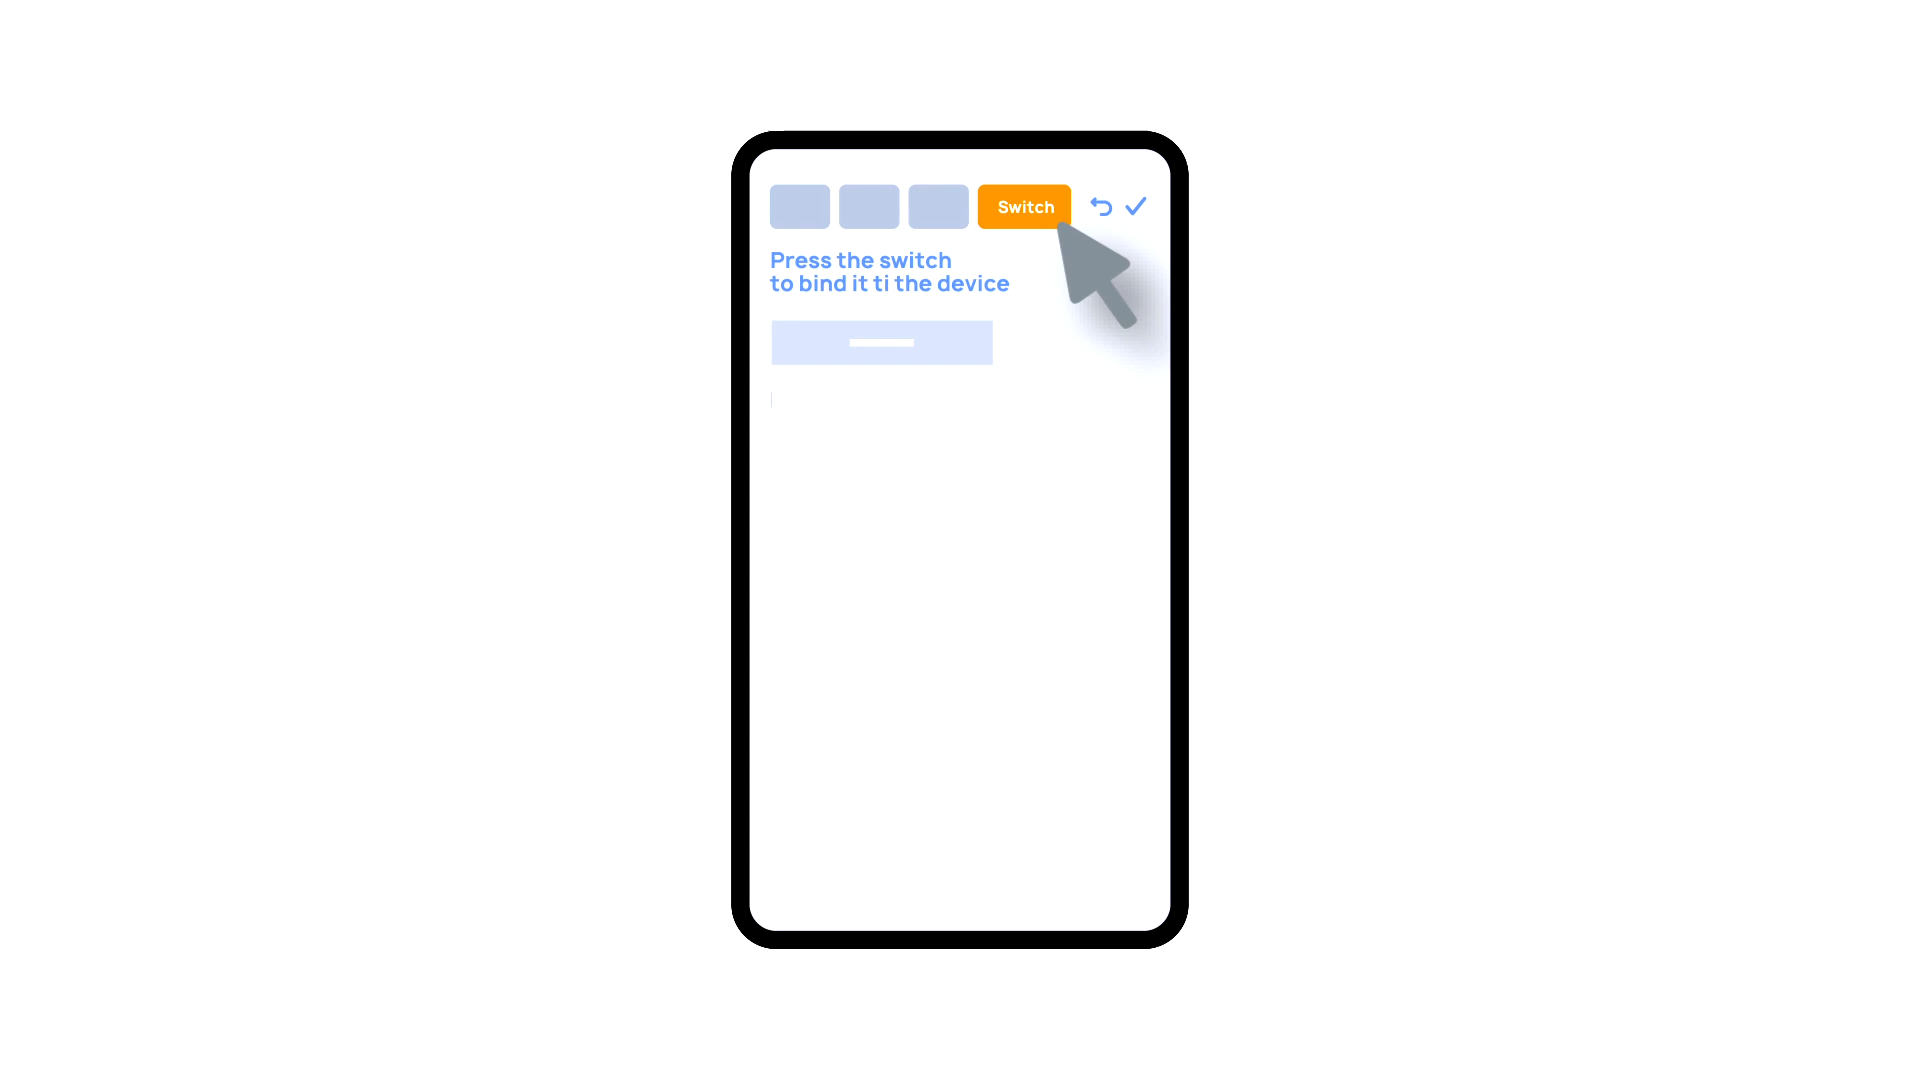 Switch
Press the switch
to bind it ti the device